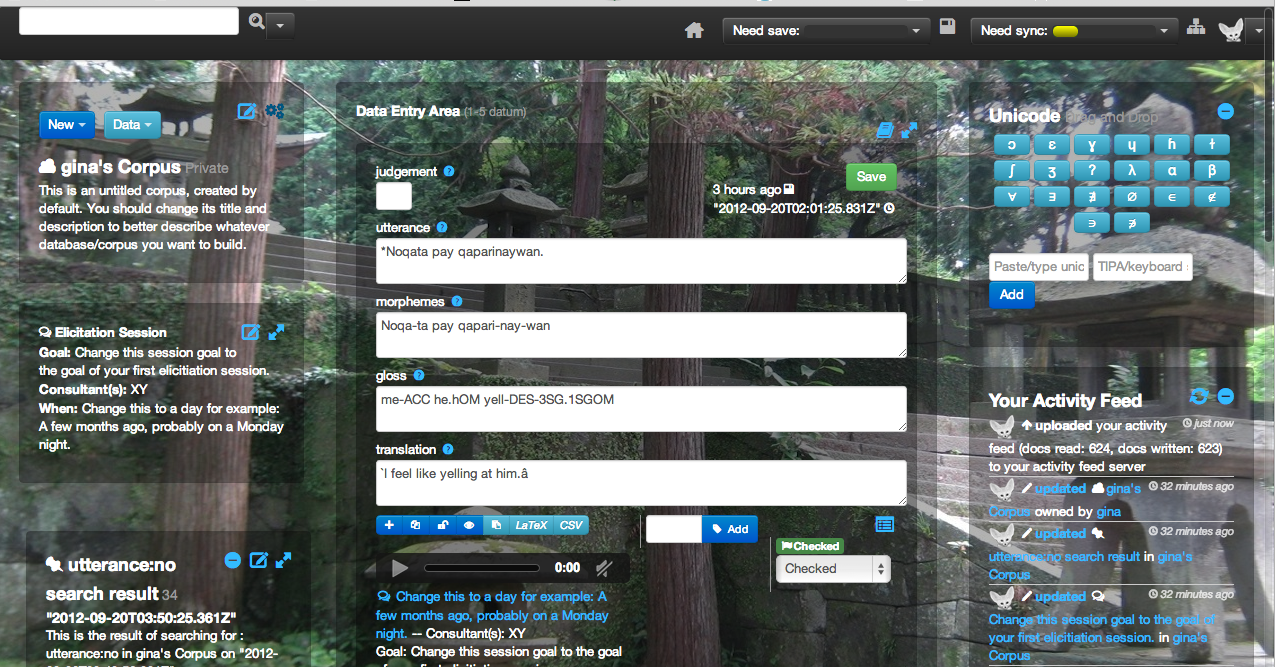 Need save:
Need sync:
New
Data
gina's Corpus Private
This is an untitled corpus, created by
default. You should change its title and
description to better describe whatever
database/corpus you want to build.
Elicitation Session
Goal: Change this session goal to
the goal of your first elicitiation session.
Consultant(s): XY
When: Change this to a day for example:
A few months ago, probably on a Monday
night.
utterance:no
search result 34
"2012-09-20T03:50:25.361Z"
This is the result of searching for :
utterance:no in gina's Corpus on "2012-
Data Entry Area (1-5 datum)
judgement ?
3 hours ago
"2012-09-20T02:01:25.831Z"
Save
utterance ?
*Noqata pay qaparinaywan.
morphemes ?
Noqa-ta pay qapari-nay-wan
gloss ?
me-ACC he.hOM yell-DES-3SG.1SGOM
translation ?
`I feel like yelling at him.â
LaTeX CSV
Add
0:00
Checked
Checked
Change this to a day for example: A
few months ago, probably on a Monday
night. -- Consultant(s): XY
Goal: Change this session goal to the goal
Unicode Drag and Drop
ɔ ɛ ɣ ɥ ɦ ɫ
ʃ ʒ ʔ λ ɑ β
∀ ∃ ∄ ∅ ∈ ∉
∋ ∌
Paste/type unic
TIPA/keyboard
Add
Your Activity Feed
uploaded your activity just now
feed (docs read: 624, docs written: 623)
to your activity feed server
updated gina's 32 minutes ago
Corpus owned by gina
updated 32 minutes ago
utterance:no search result in gina's
Corpus
updated 32 minutes ago
Change this session goal to the goal of
your first elicitiation session. in gina's
Corpus